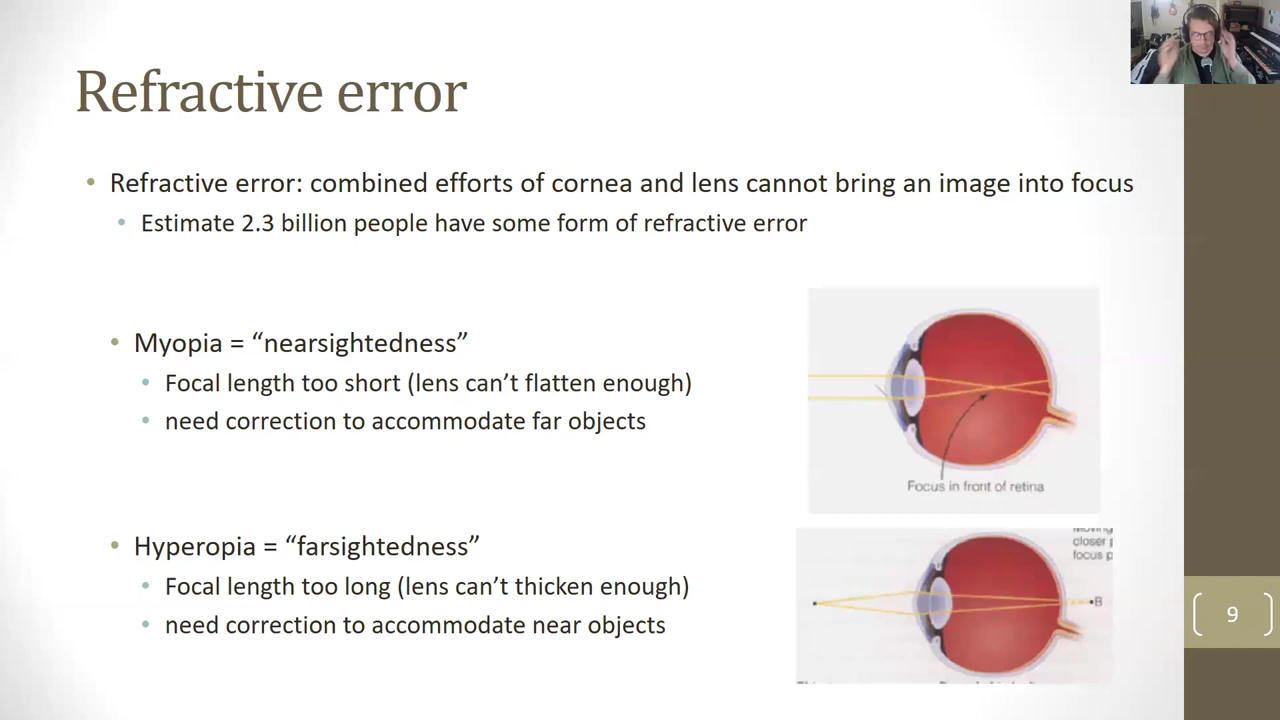 Refractive error
• Refractive error: combined efforts of cornea and lens cannot bring an image into focus
• Estimate 2.3 billion people have some form of refractive error
• Myopia = “nearsightedness”
• Focal length too short (lens can’t flatten enough)
• need correction to accommodate far objects
Focus in front of retina
• Hyperopia = “farsightedness”
• Focal length too long (lens can’t thicken enough)
• need correction to accommodate near objects
Moving
closer p
focus p
B
9